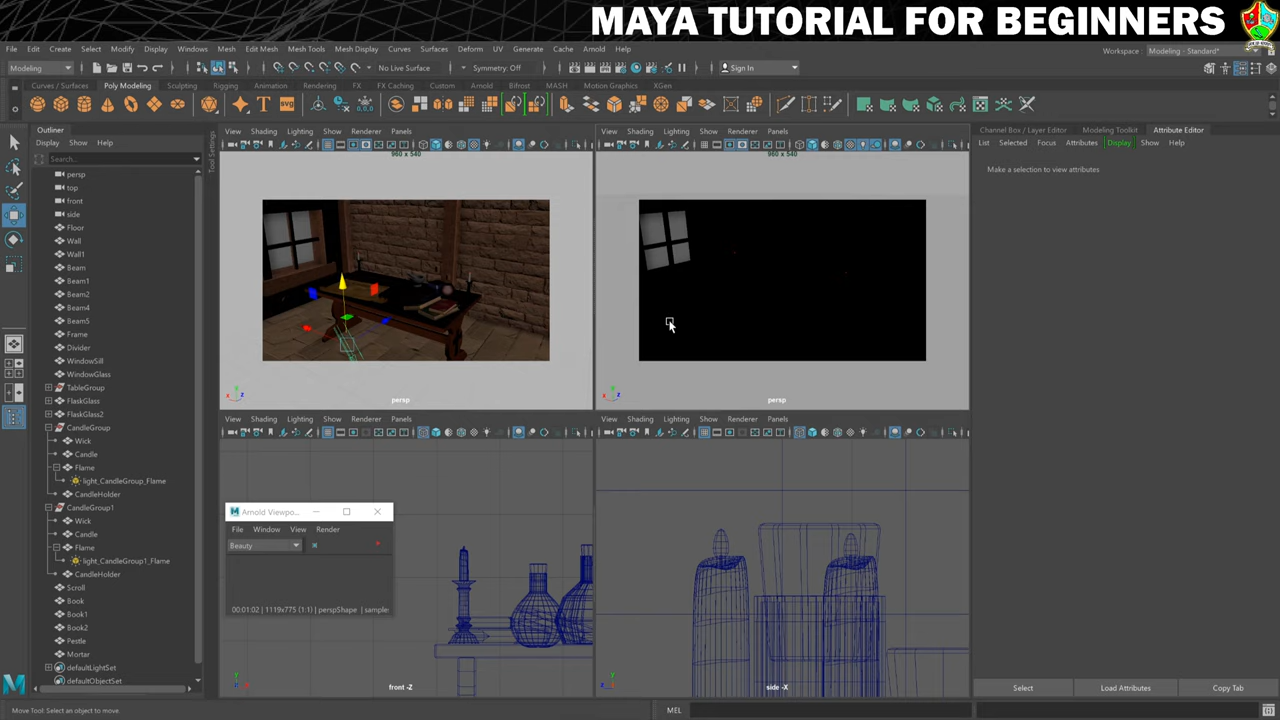 MAYA TUTORIAL FOR BEGINNERS
File Edit Create Select Modify Display Windows Mesh Edit Mesh Mesh Tools Mesh Display Curves Surfaces Deform UV Generate Cache Arnold Help
Workspace: Modeling - Standard*
Modeling
No Live Surface
Symmetry: Off
Sign In
Curves / Surfaces Poly Modeling Sculpting Rigging Animation Rendering FX FX Caching Custom Arnold Bifrost MASH Motion Graphics XGen
Outliner
Display Show Help
Search...
persp
top
front
side
Floor
Wall
Wall1
Beam
Beam1
Beam2
Beam4
Beam5
Frame
Divider
WindowSill
WindowGlass
TableGroup
FlaskGlass
FlaskGlass2
CandleGroup
Wick
Candle
Flame
light_CandleGroup_Flame
CandleHolder
CandleGroup1
Wick
Candle
Flame
light_CandleGroup1_Flame
CandleHolder
Scroll
Book
Book1
Book2
Pestle
Mortar
defaultLightSet
defaultObjectSet
Tool Settings
View Shading Lighting Show Renderer Panels
960 x 540
persp
View Shading Lighting Show Renderer Panels
960 x 540
persp
View Shading Lighting Show Renderer Panels
front -Z
View Shading Lighting Show Renderer Panels
side -X
Arnold Viewpo...
File Window View Render
Beauty
00:01:02 | 1119x775 (1:1) | perspShape | sample
Channel Box / Layer Editor Modeling Toolkit Attribute Editor
List Selected Focus Attributes Display Show Help
Make a selection to view attributes
Select Load Attributes Copy Tab
Move Tool: Select an object to move.
MEL